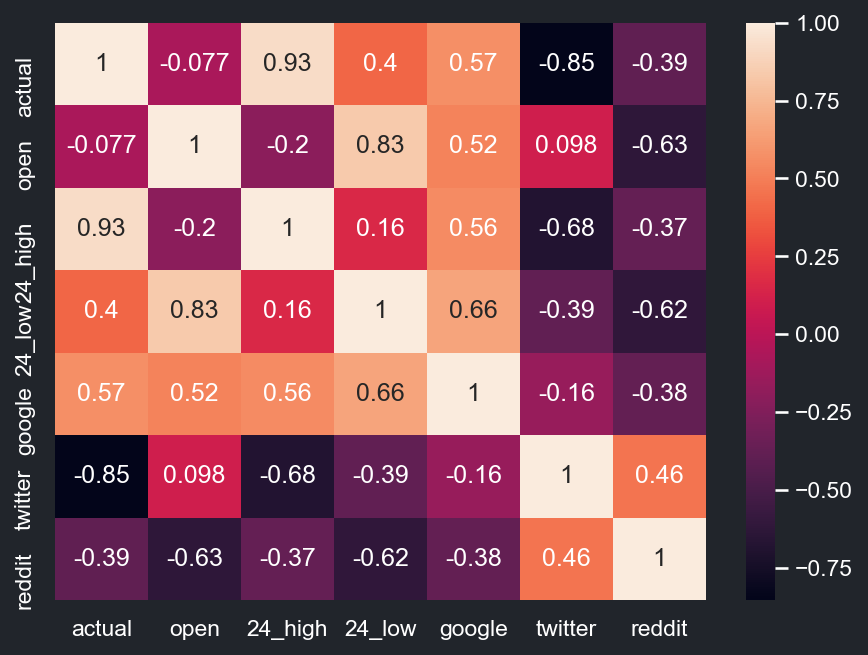 actual 1 -0.077 0.93 0.4 0.57 -0.85 -0.39
open -0.077 1 -0.2 0.83 0.52 0.098 -0.63
24_high 0.93 -0.2 1 0.16 0.56 -0.68 -0.37
24_low 0.4 0.83 0.16 1 0.66 -0.39 -0.62
google 0.57 0.52 0.56 0.66 1 -0.16 -0.38
twitter -0.85 0.098 -0.68 -0.39 -0.16 1 0.46
reddit -0.39 -0.63 -0.37 -0.62 -0.38 0.46 1
actual open 24_high 24_low google twitter reddit
1.00
0.75
0.50
0.25
0.00
−0.25
−0.50
−0.75